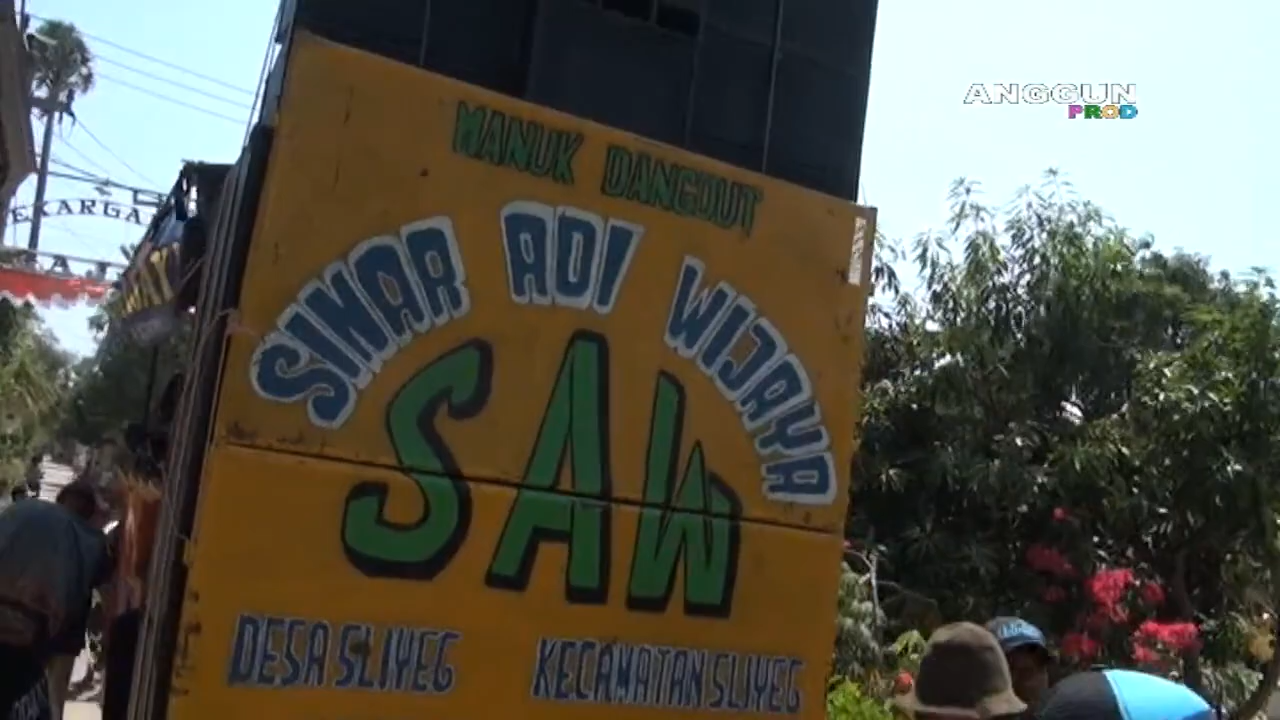 ANGGUN
PROD
MANUK DANGDUT
SINAR ADI WIJAYA
SAW
DESA SLIYEG KECAMATAN SLIYEG